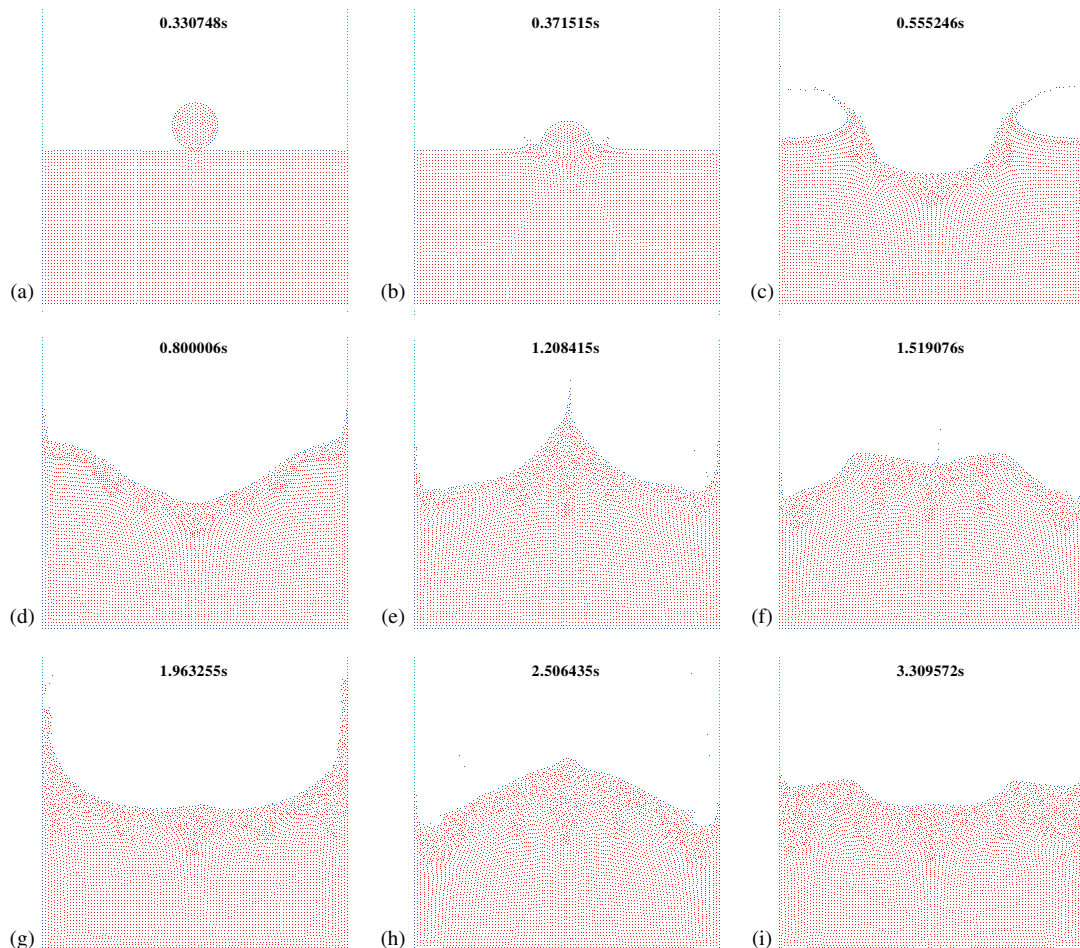 0.330748s
0.371515s
0.555246s
(a)
(b)
(c)
0.800006s
1.208415s
1.519076s
(d)
(e)
(f)
1.963255s
2.506435s
3.309572s
(g)
(h)
(i)